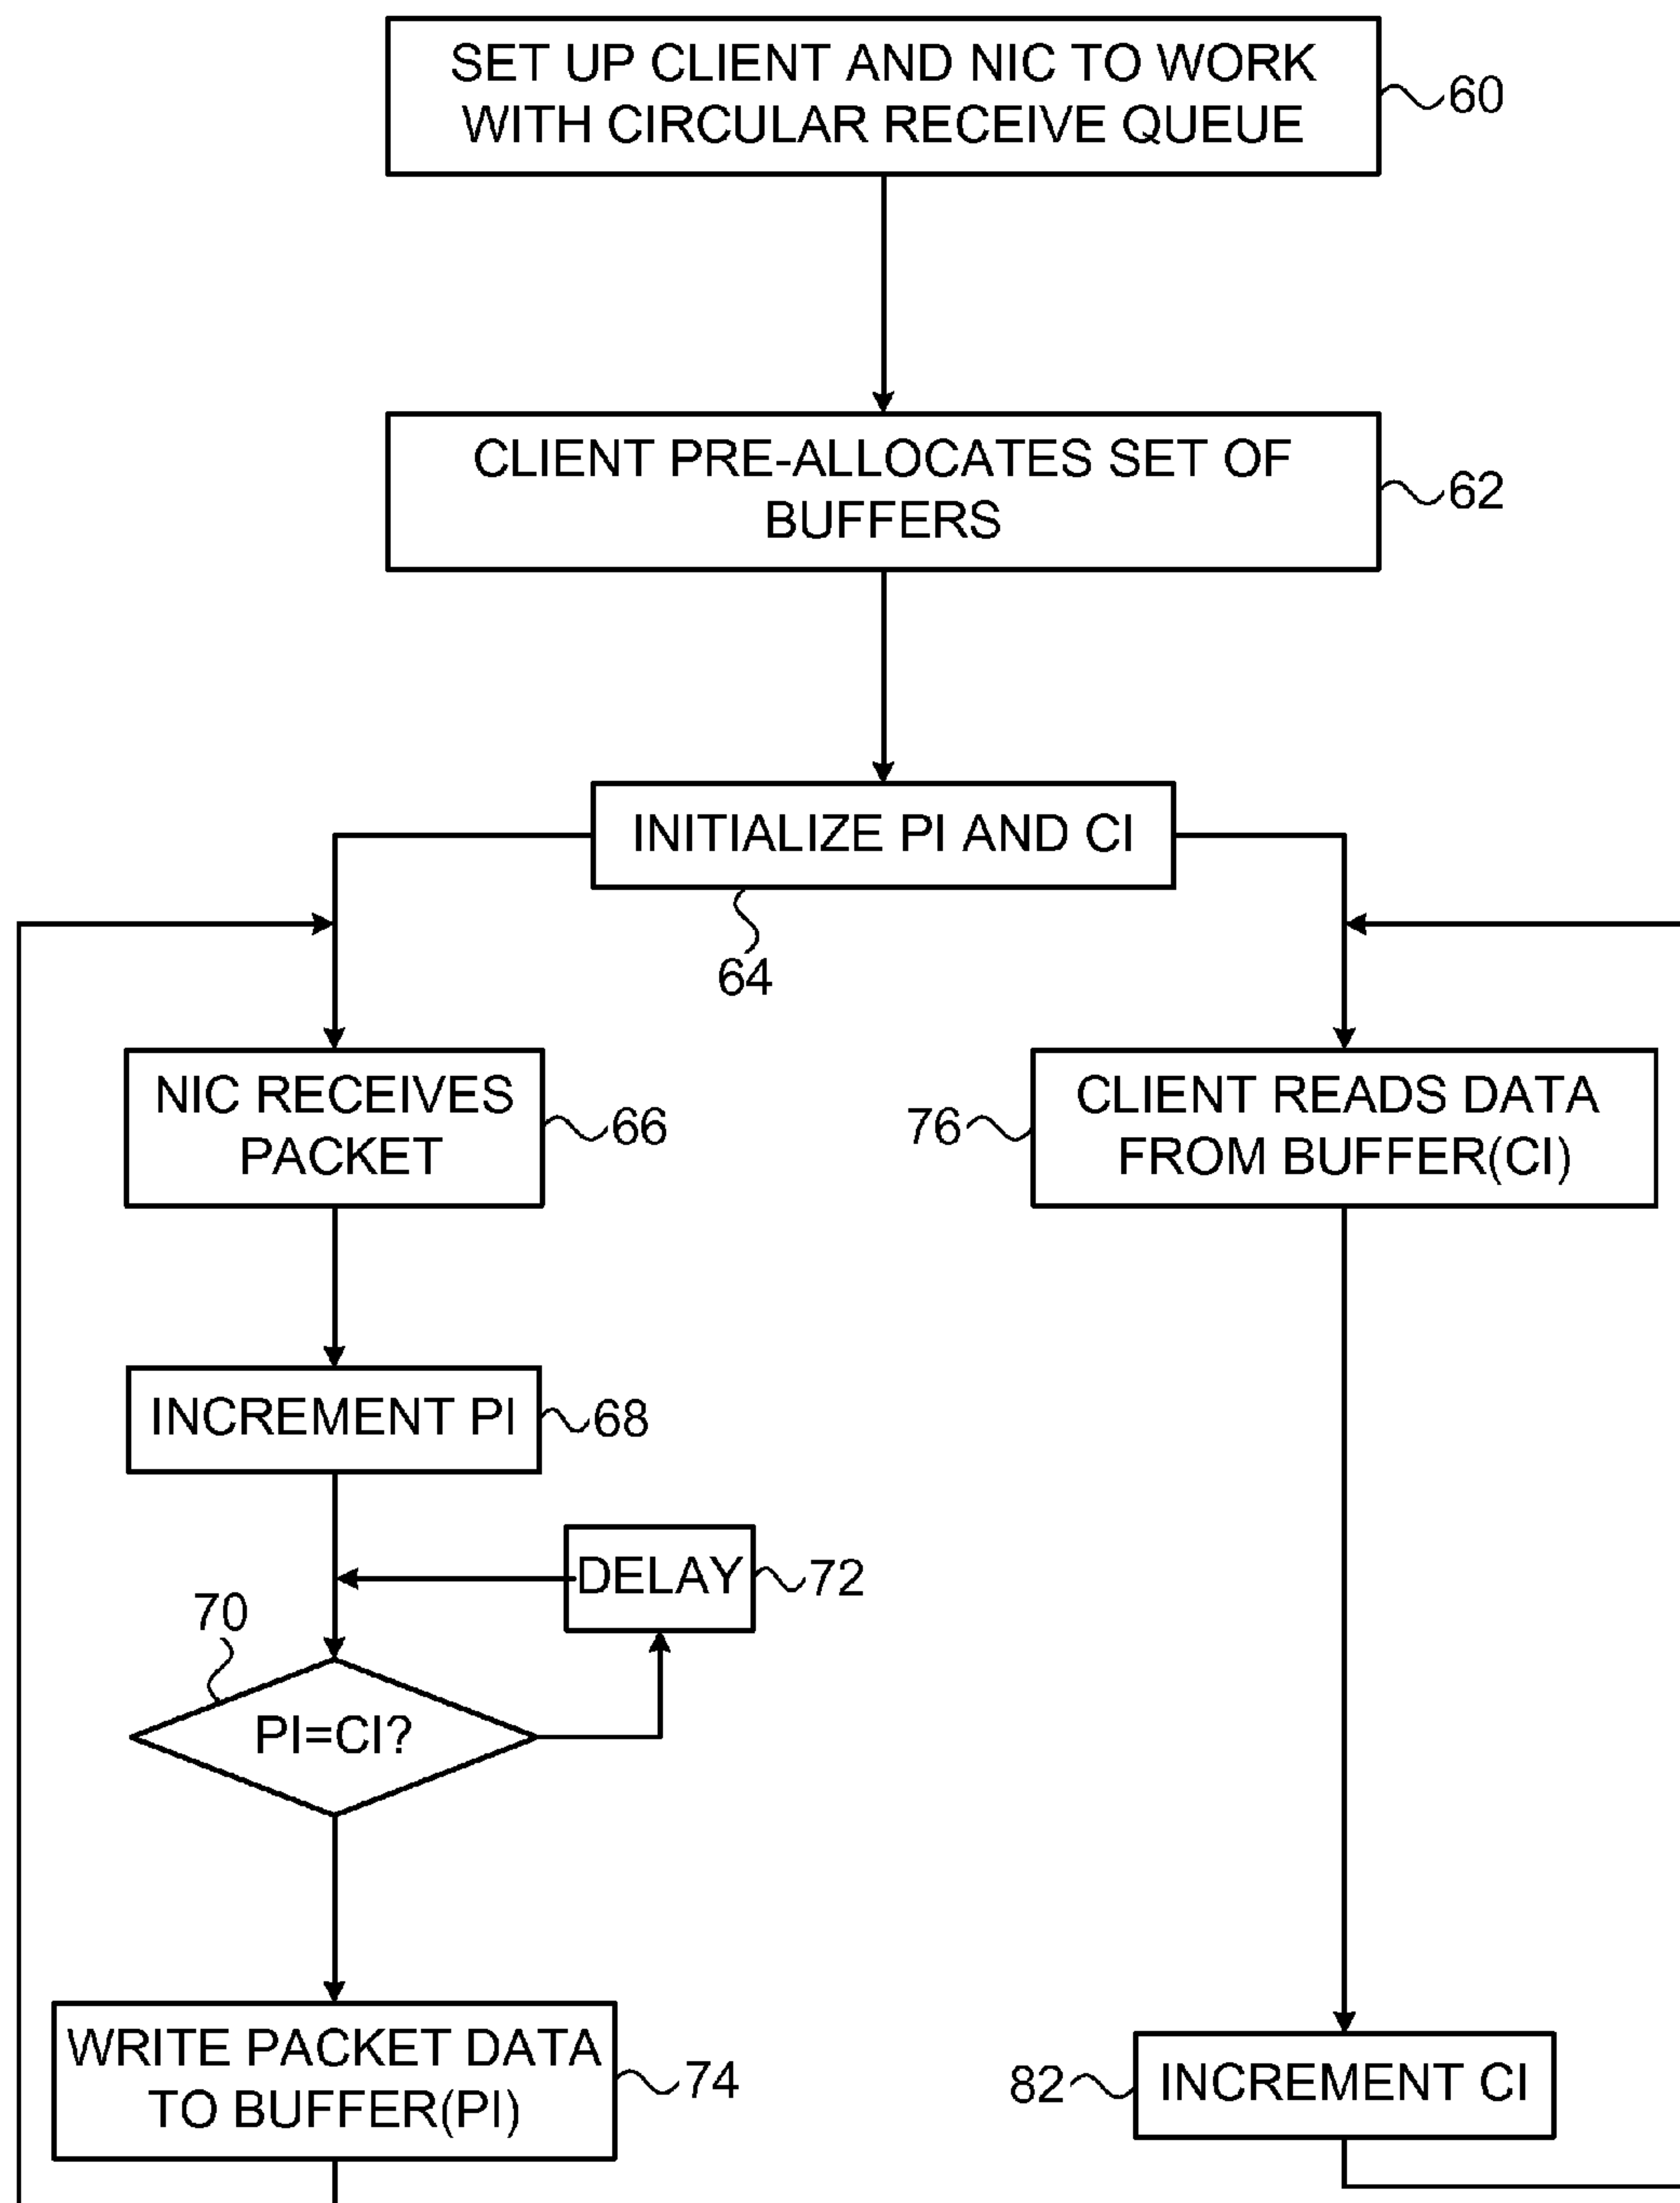 SET UP CLIENT AND NIC TO WORK
WITH CIRCULAR RECEIVE QUEUE
60
CLIENT PRE-ALLOCATES SET OF
BUFFERS
62
INITIALIZE PI AND CI
64
NIC RECEIVES
PACKET
66
76
CLIENT READS DATA
FROM BUFFER(CI)
INCREMENT PI
68
DELAY
72
70
PI=CI?
WRITE PACKET DATA
TO BUFFER(PI)
74
82
INCREMENT CI